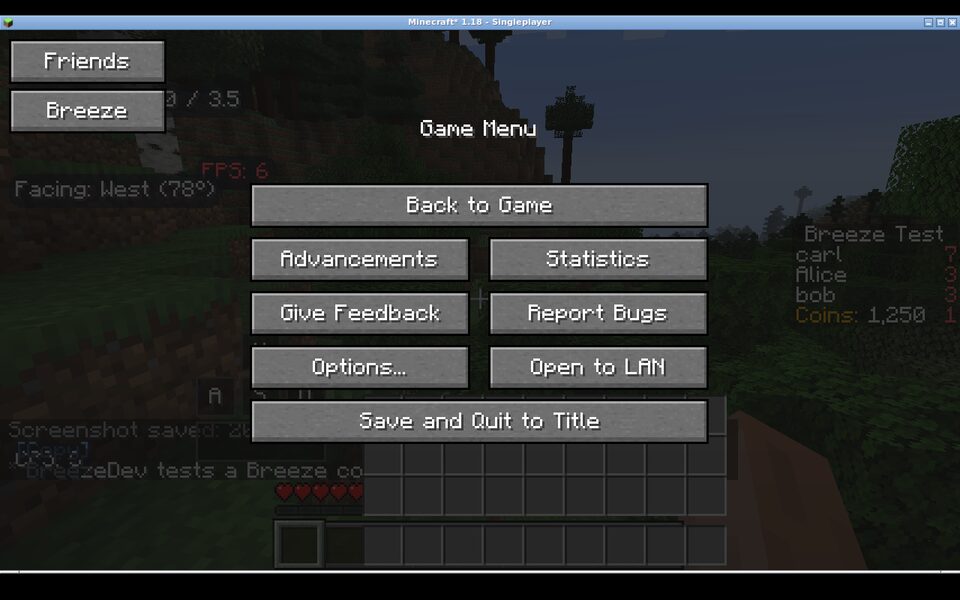 Minecraft* 1.18 - Singleplayer
Friends
Breeze
/ 3.5
Game Menu
FPS: 6
Facing: West (78°)
Back to Game
Advancements
Statistics
Breeze Test
carl 7
Alice 3
bob 3
Coins: 1,250 1
Give Feedback
Report Bugs
Options...
Open to LAN
A
Save and Quit to Title
Screenshot saved:
BreezeDev tests a Breeze